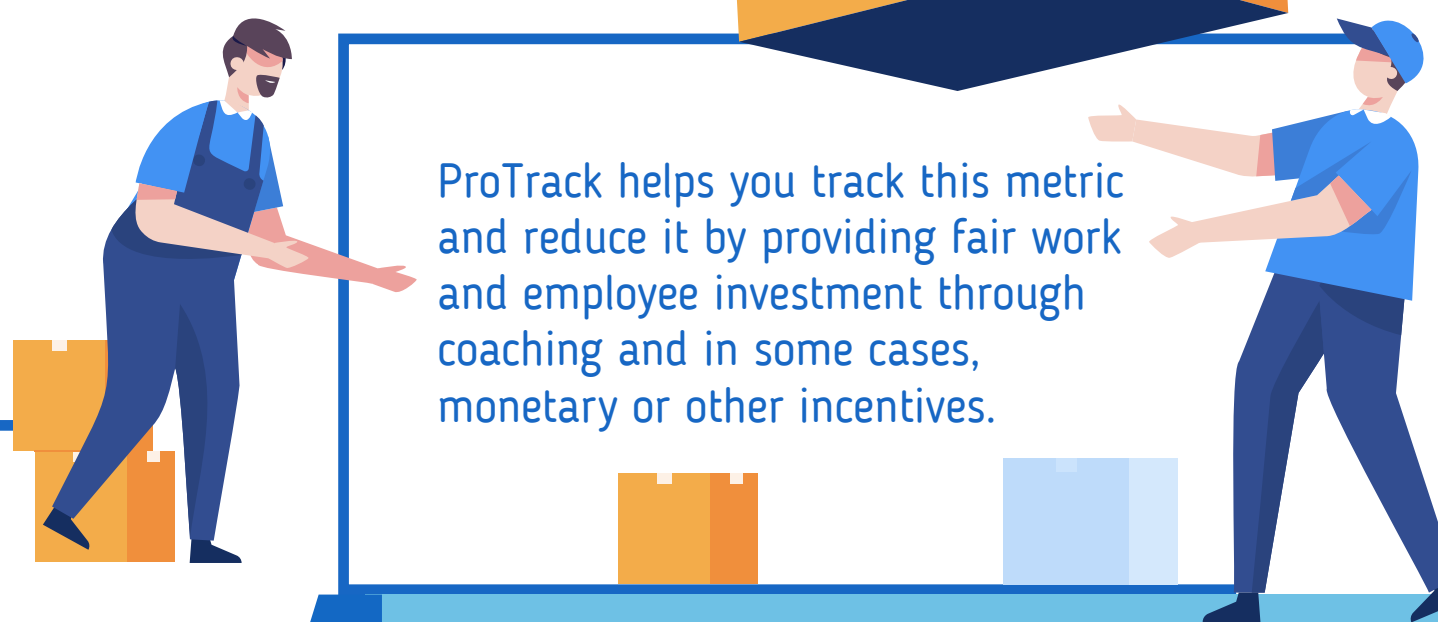 ProTrack helps you track this metric
and reduce it by providing fair work
and employee investment through
coaching and in some cases,
monetary or other incentives.